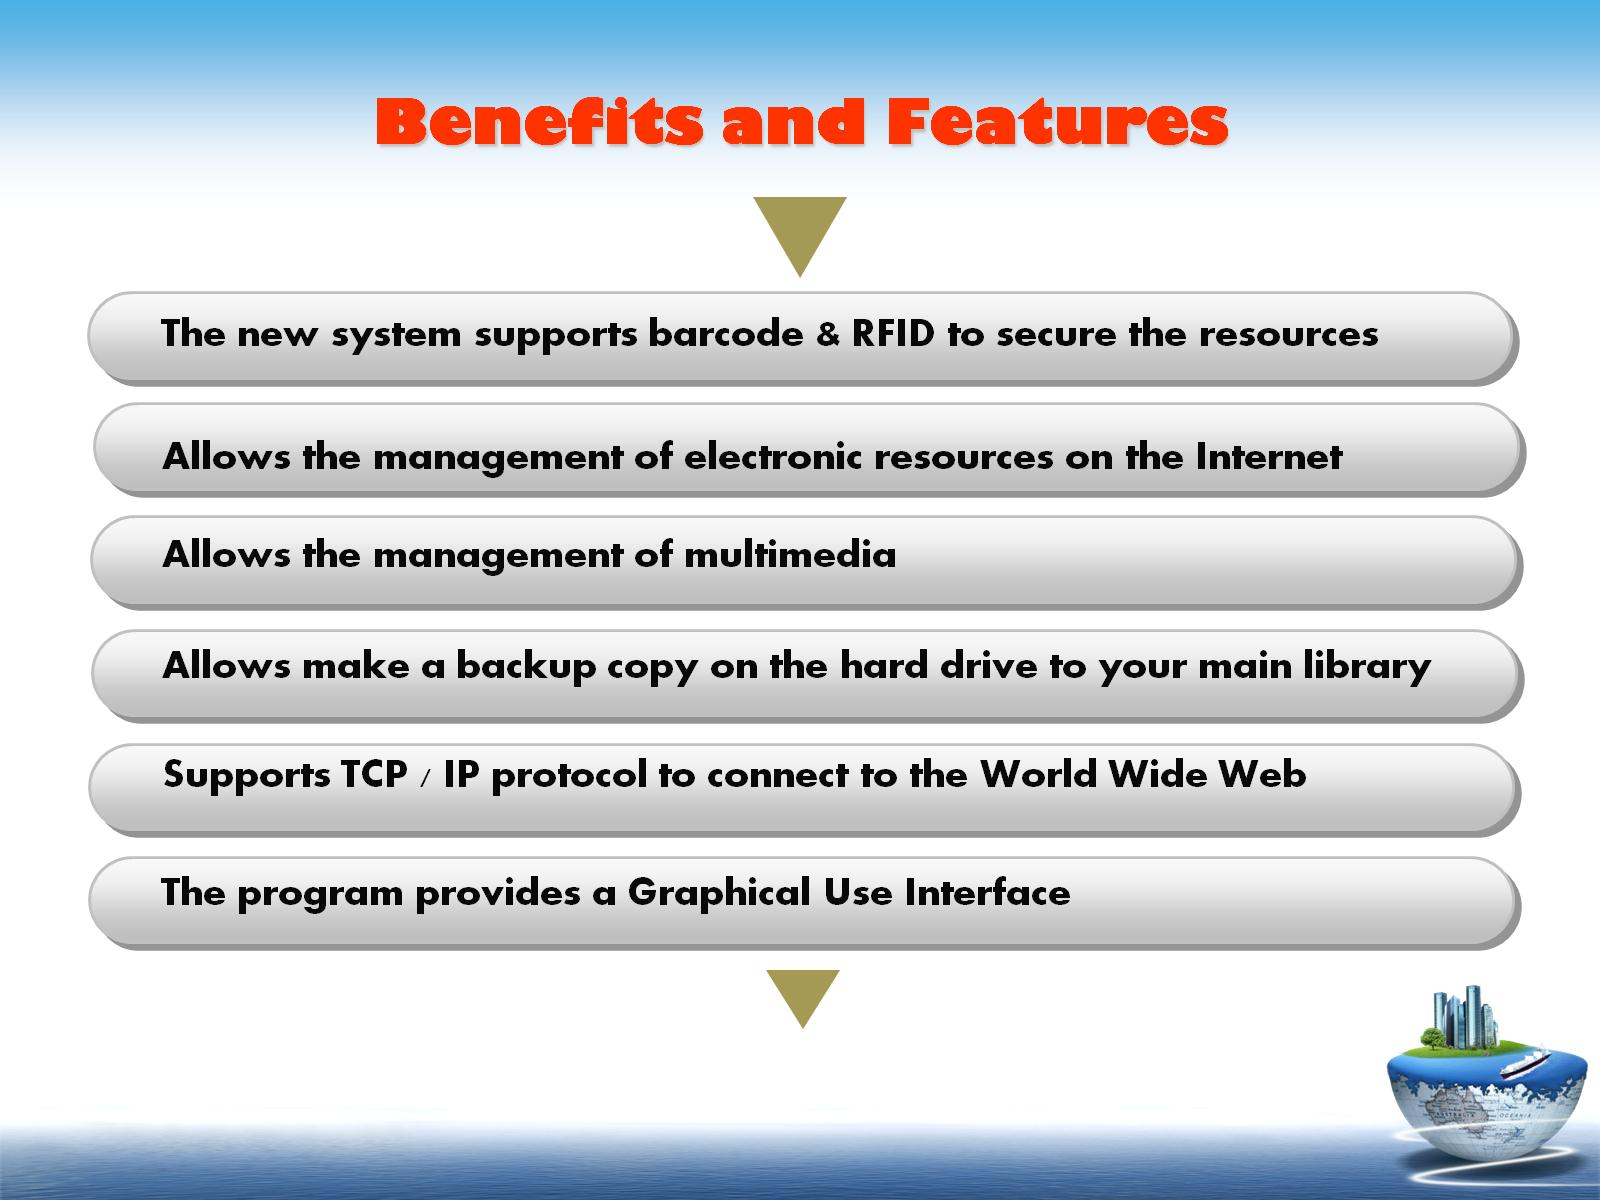 Benefits and Features
The new system supports barcode & RFID to secure the resources
Allows the management of electronic resources on the Internet
Allows the management of multimedia
Allows make a backup copy on the hard drive to your main library
Supports TCP / IP protocol to connect to the World Wide Web
The program provides a Graphical Use Interface
AUSTRALIA
OCEANIA